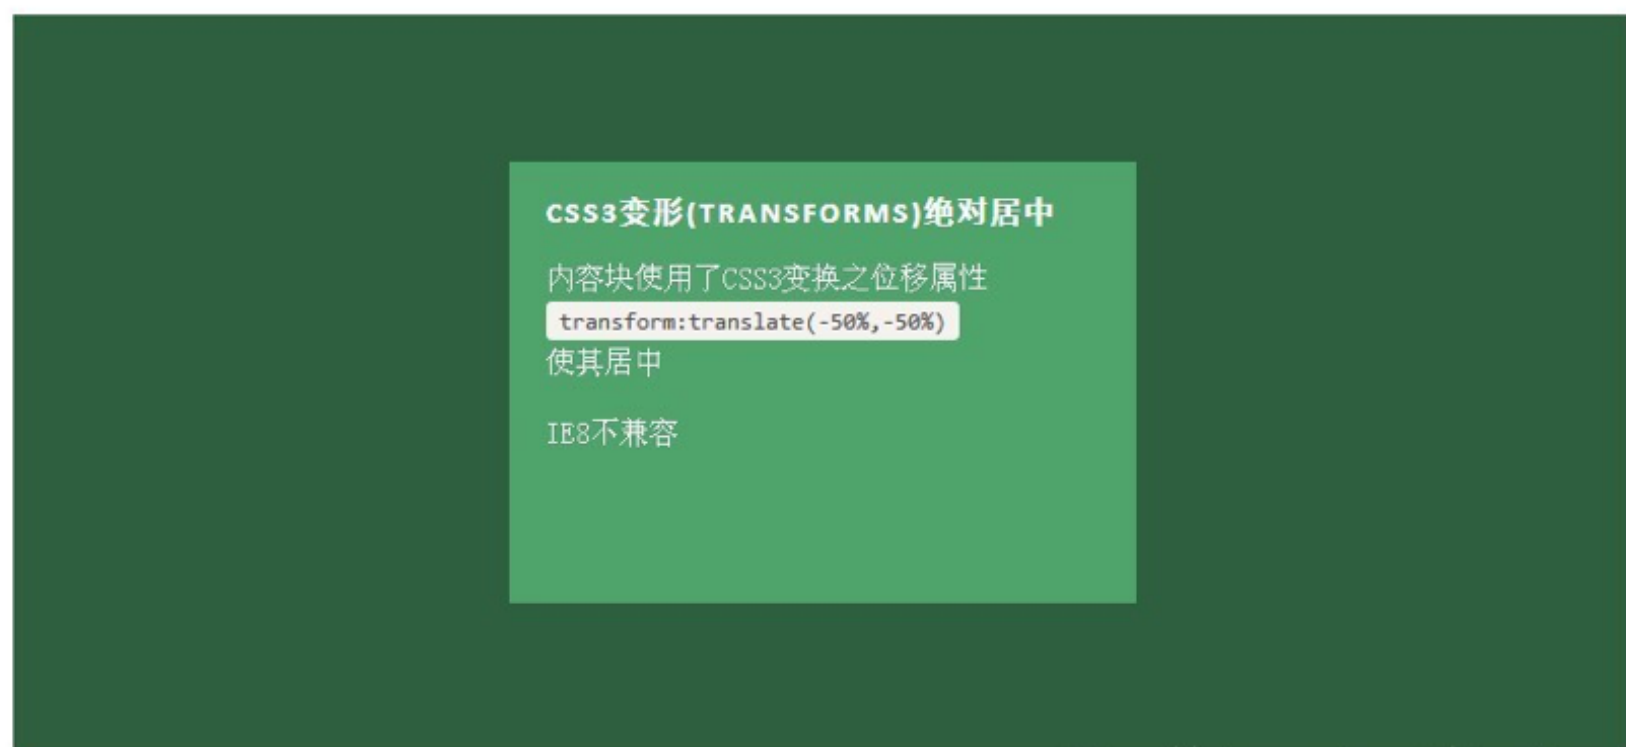 CSS3变形(TRANSFORMS)绝对居中
内容块使用了CSS3变换之位移属性
transform:translate(-50%,-50%)
使其居中
IE8不兼容